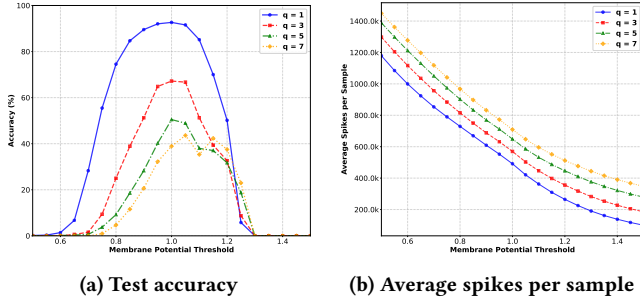 100
80
60
40
20
0
0.6
0.8
1.0
1.2
1.4
Accuracy (%)
Membrane Potential Threshold
q = 1
q = 3
q = 5
q = 7
(a) Test accuracy
1400.0k
1200.0k
1000.0k
800.0k
600.0k
400.0k
200.0k
0.6
0.8
1.0
1.2
1.4
Average Spikes per Sample
Membrane Potential Threshold
q = 1
q = 3
q = 5
q = 7
(b) Average spikes per sample